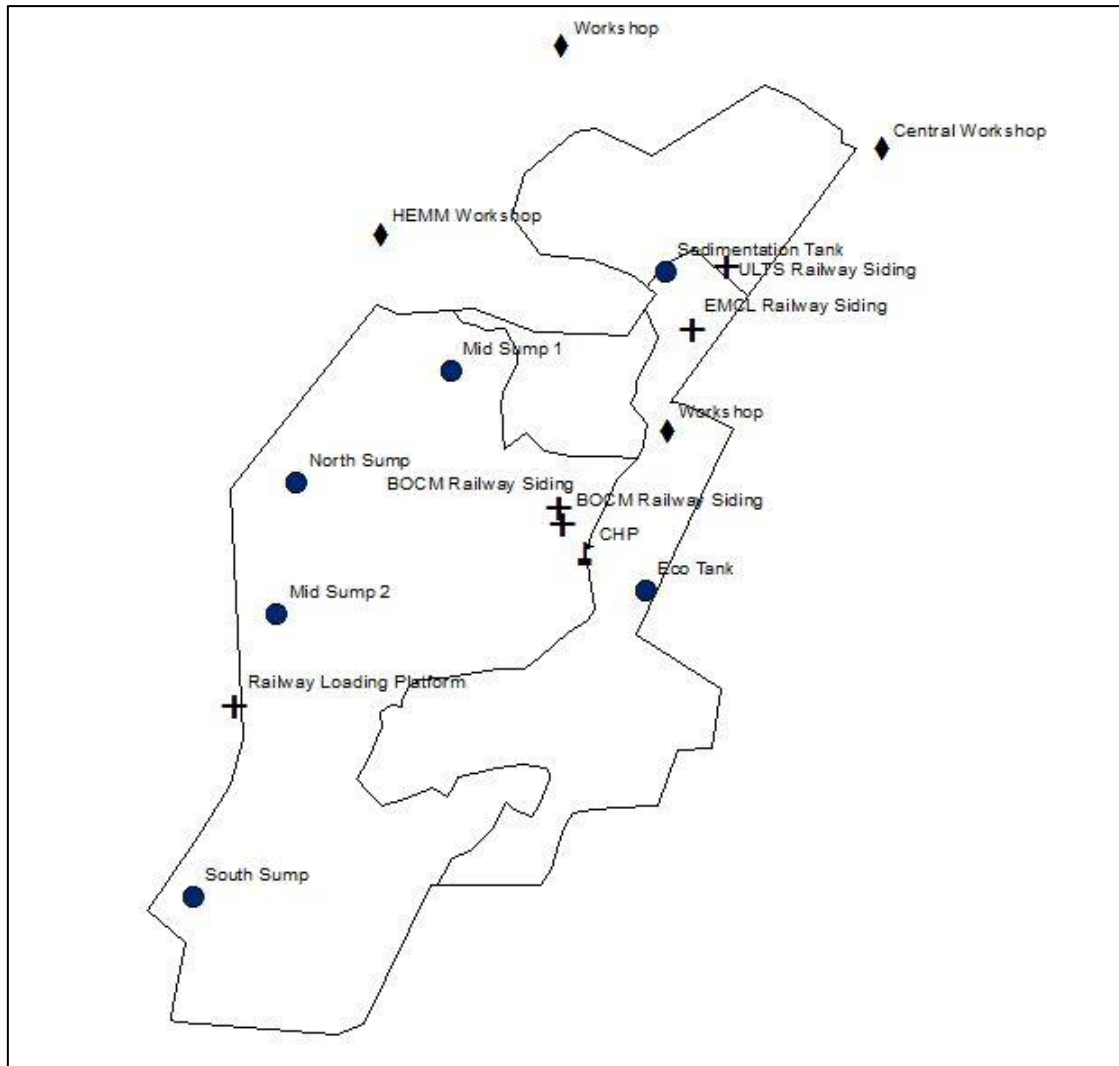 Workshop
Central Workshop
HEMM Workshop
Sedimentation Tank
ULTS Railway Siding
EMCL Railway Siding
Mid Sump 1
Workshop
North Sump
BOCM Railway Siding
BOCM Railway Siding
CHP
Eco Tank
Mid Sump 2
Railway Loading Platform
South Sump